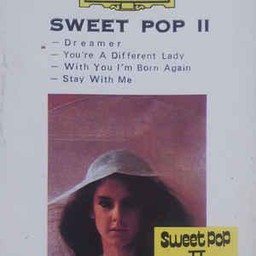 SWEET POP II
— Dreamer
— You're A Different Lady
— With You I'm Born Again
— Stay With Me
Sweet pop
II